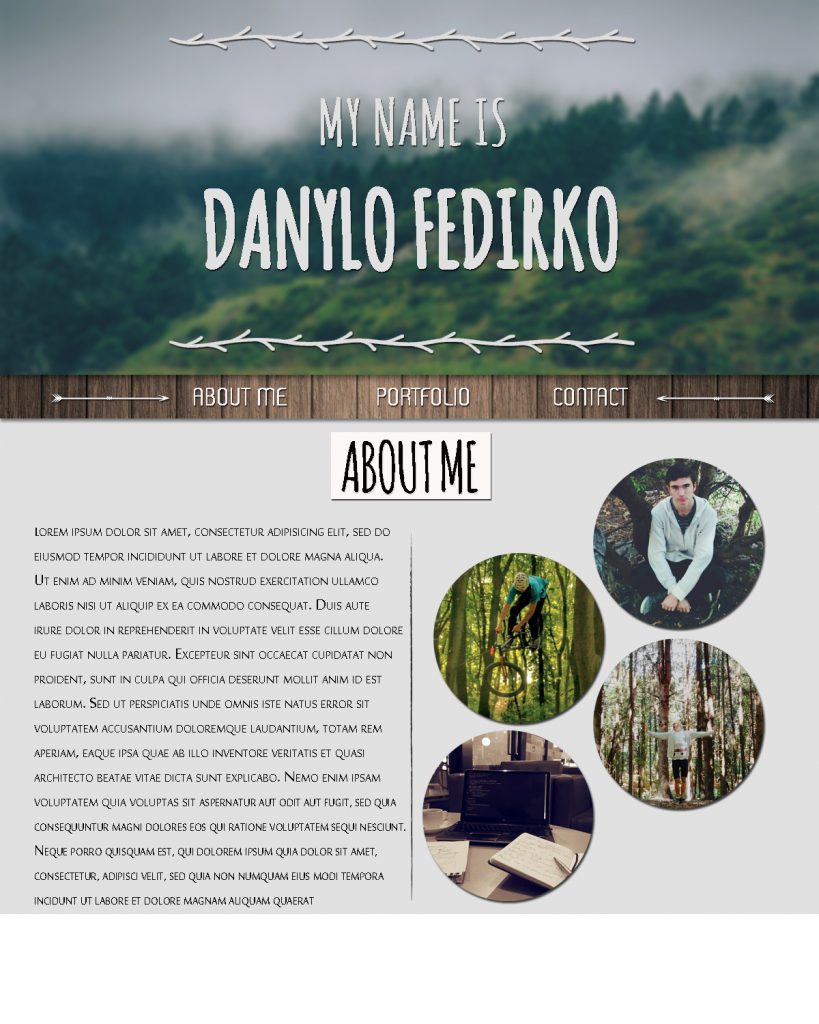 MY NAME IS
DANYLO FEDIRKO
ABOUT ME PORTFOLIO CONTACT
ABOUT ME
Lorem ipsum dolor sit amet, consectetur adipisicing elit, sed do
eiusmod tempor incididunt ut labore et dolore magna aliqua.
Ut enim ad minim veniam, quis nostrud exercitation ullamco
laboris nisi ut aliquip ex ea commodo consequat. Duis aute
irure dolor in reprehenderit in voluptate velit esse cillum dolore
eu fugiat nulla pariatur. Excepteur sint occaecat cupidatat non
proident, sunt in culpa qui officia deserunt mollit anim id est
laborum. Sed ut perspiciatis unde omnis iste natus error sit
voluptatem accusantium doloremque laudantium, totam rem
aperiam, eaque ipsa quae ab illo inventore veritatis et quasi
architecto beatae vitae dicta sunt explicabo. Nemo enim ipsam
voluptatem quia voluptas sit aspernatur aut odit aut fugit, sed quia
consequuntur magni dolores eos qui ratione voluptatem sequi nesciunt.
Neque porro quisquam est, qui dolorem ipsum quia dolor sit amet,
consectetur, adipisci velit, sed quia non numquam eius modi tempora
incidunt ut labore et dolore magnam aliquam quaerat